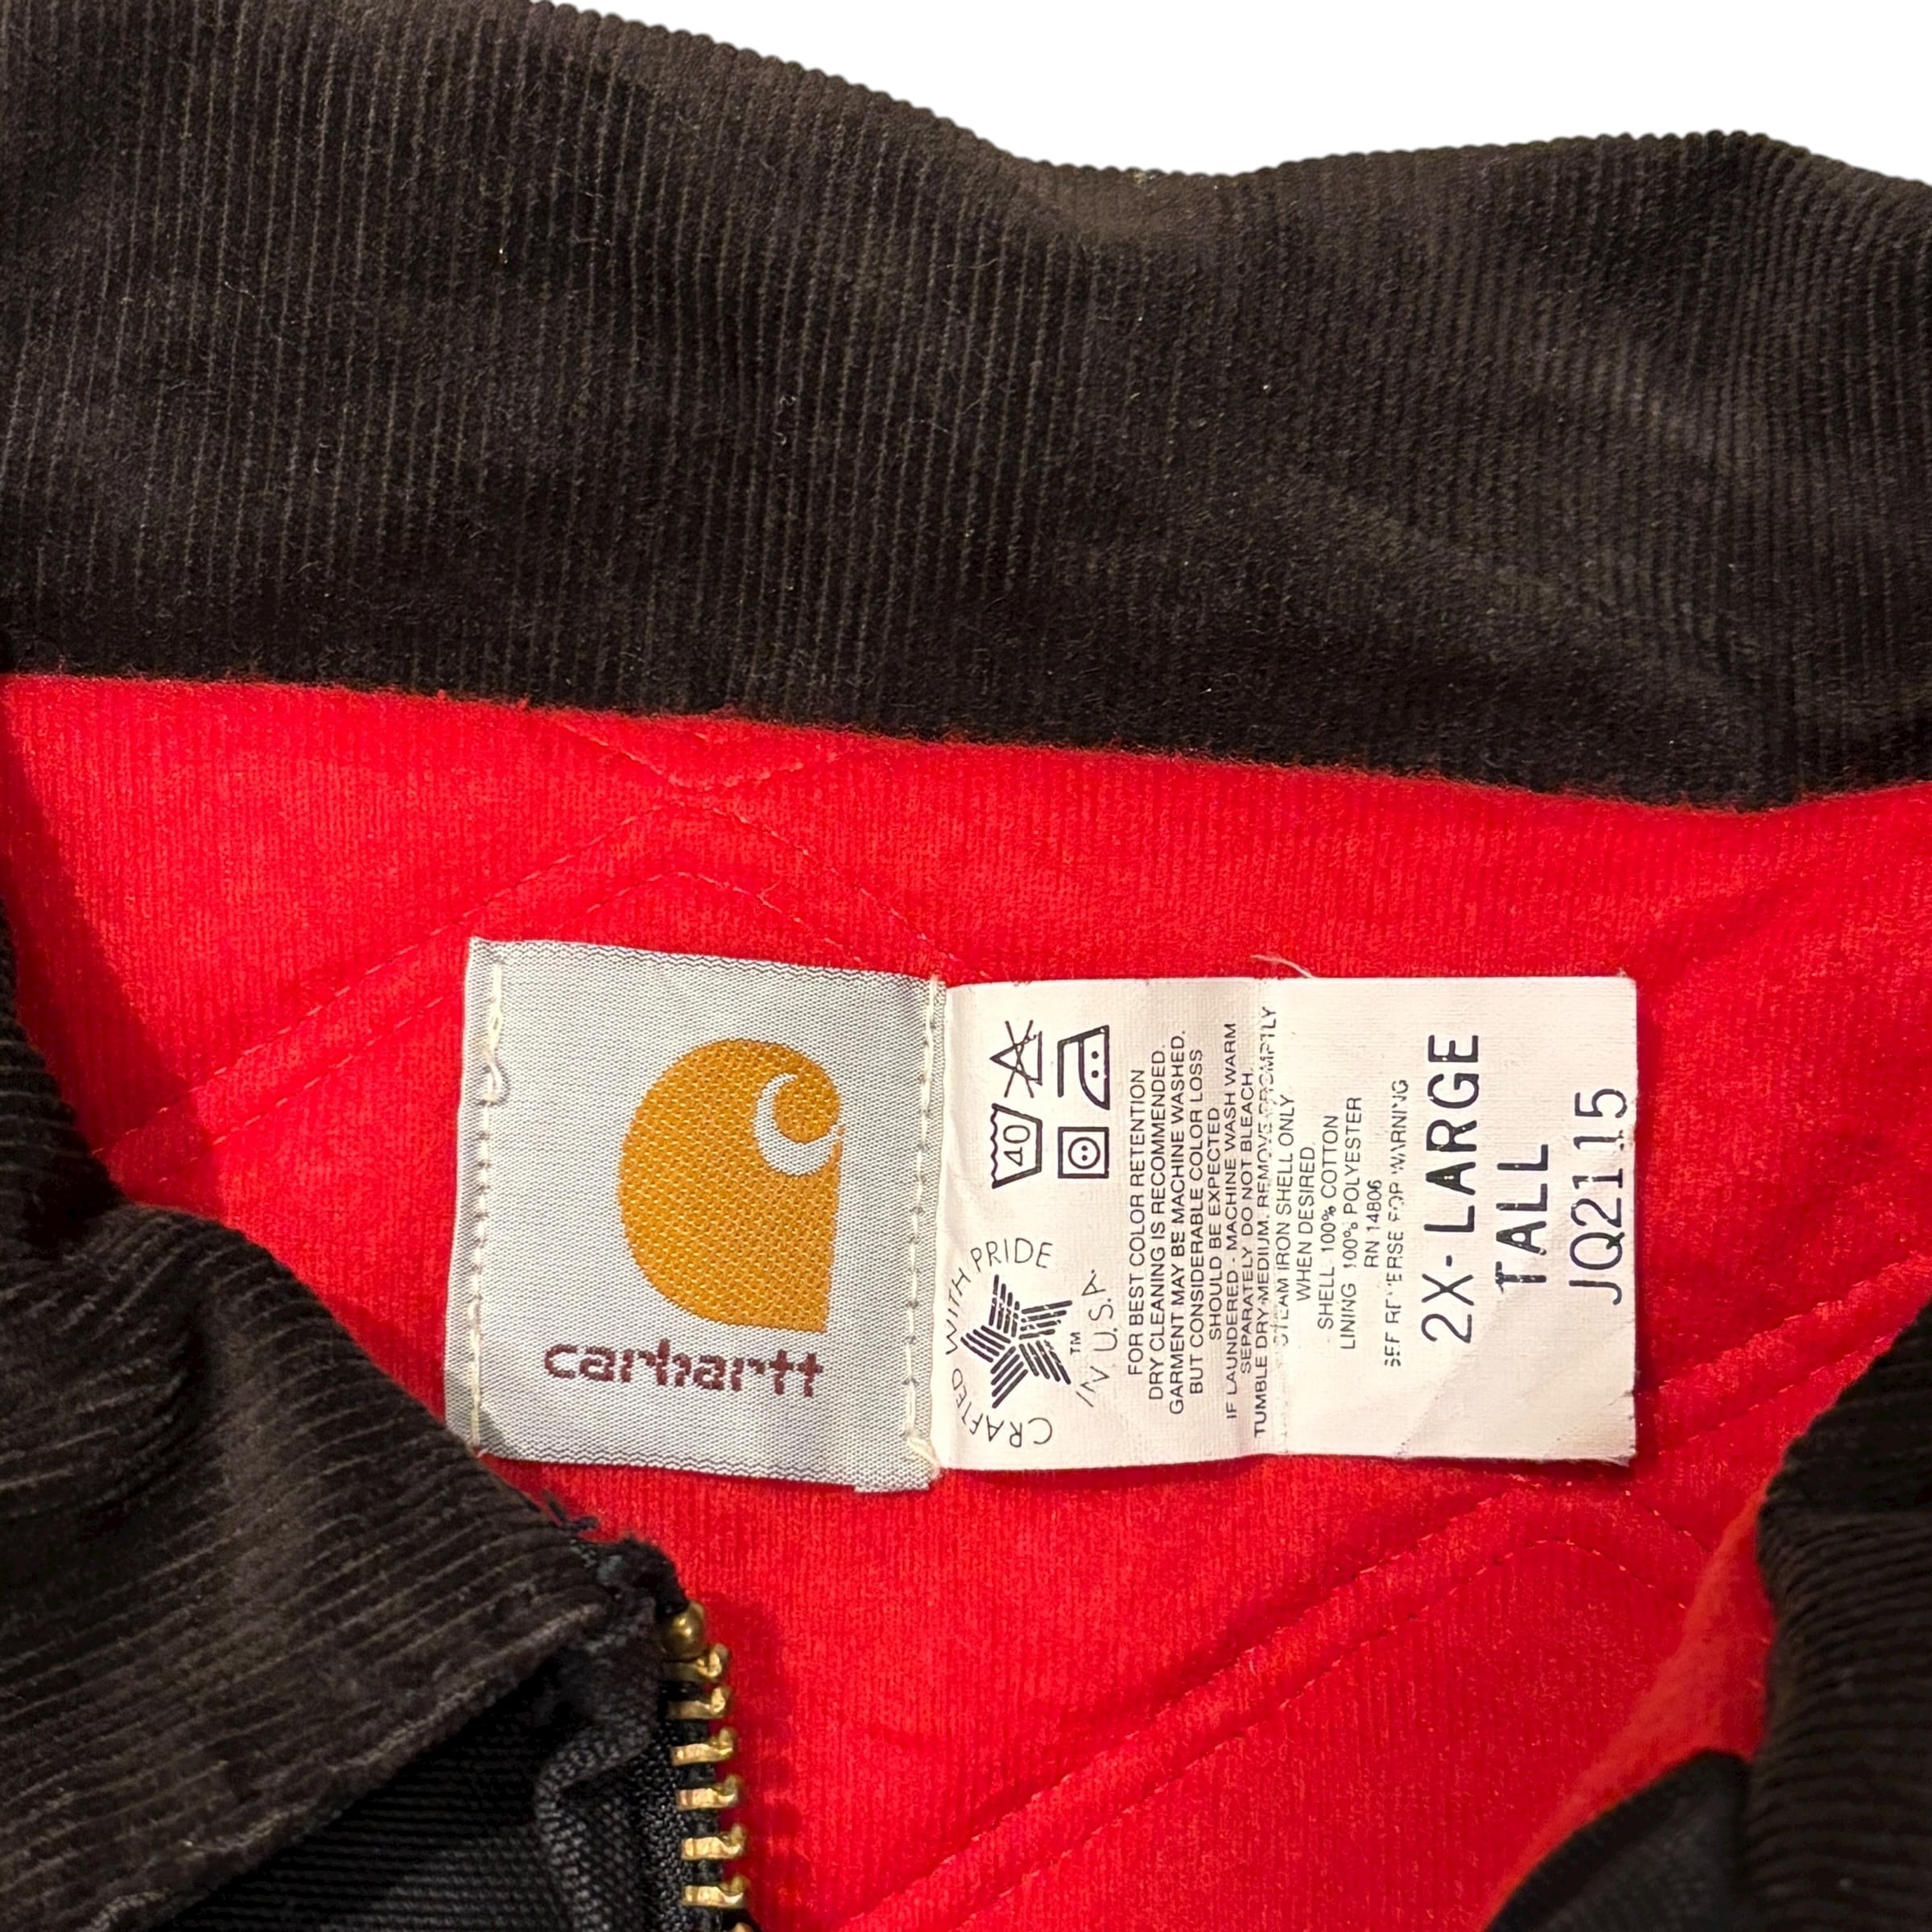 carhartt
40
CRAFTED WITH PRIDE
IN U.S.A.
TM
FOR BEST COLOR RETENTION
DRY CLEANING IS RECOMMENDED.
GARMENT MAY BE MACHINE WASHED.
BUT CONSIDERABLE COLOR LOSS
SHOULD BE EXPECTED
IF LAUNDERED - MACHINE WASH WARM
SEPARATELY DO NOT BLEACH.
TUMBLE DRY MEDIUM. REMOVE PROMPTLY
STEAM IRON SHELL ONLY
WHEN DESIRED.
SHELL 100% COTTON
LINING 100% POLYESTER
RN 14806
SEE REVERSE FOR WARNING
2X-LARGE
TALL
JQ2115